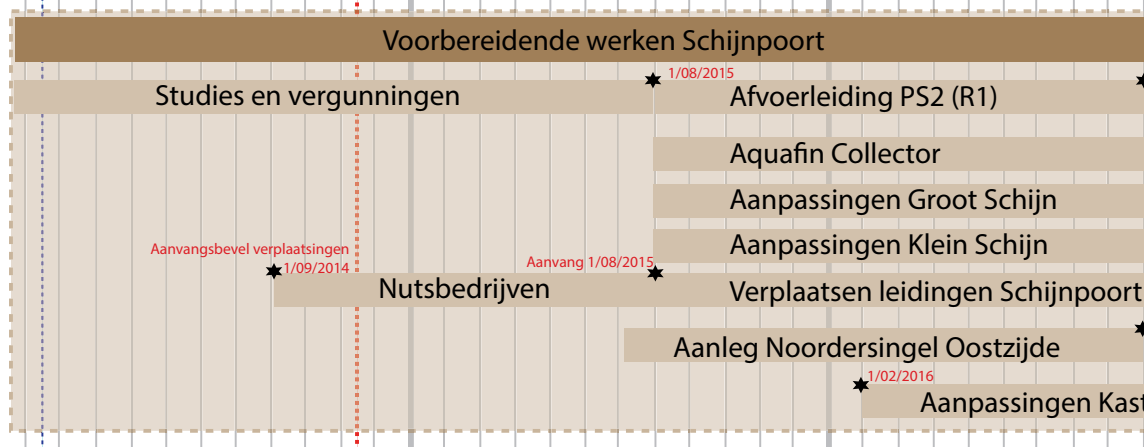 Voorbereidende werken Schijnpoort
1/08/2015
Studies en vergunningen
Afvoerleiding PS2 (R1)
Aquafin Collector
Aanpassingen Groot Schijn
Aanpassingen Klein Schijn
Aanvangsbevel verplaatsingen
1/09/2014
Aanvang 1/08/2015
Nutsbedrijven
Verplaatsen leidingen Schijnpoort
Aanleg Noordersingel Oostzijde
1/02/2016
Aanpassingen Kast